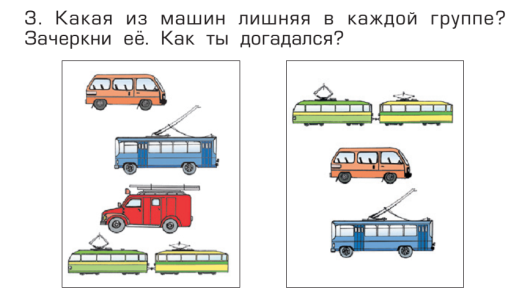 3. Какая из машин лишняя в каждой группе?
Зачеркни её. Как ты догадался?